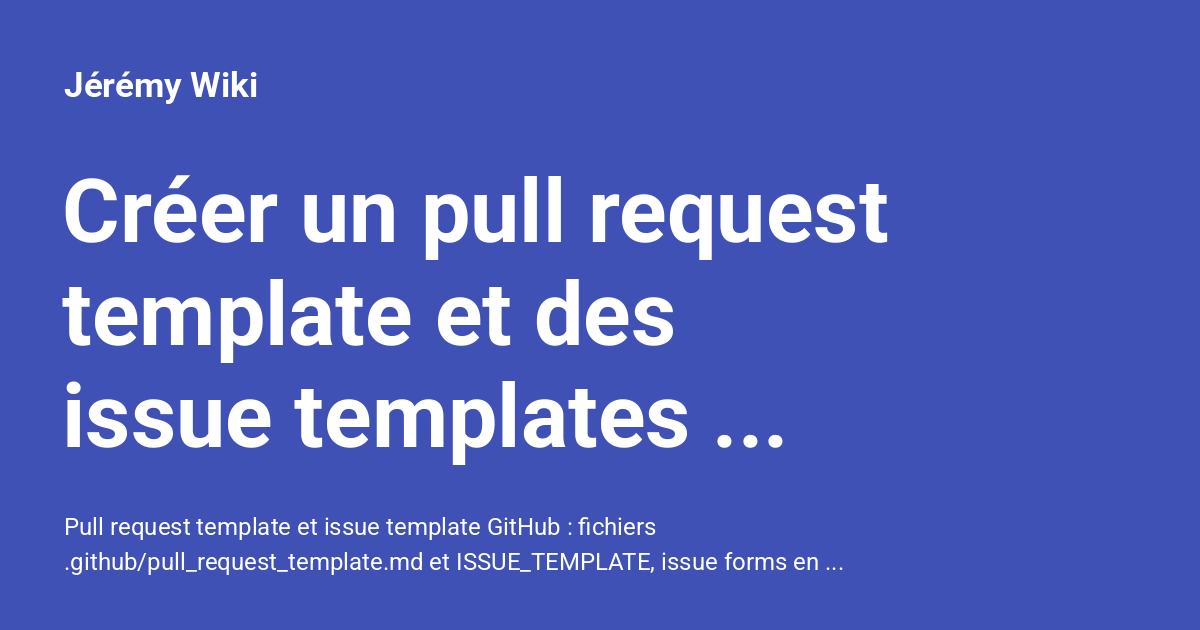 Jérémy Wiki
Créer un pull request
template et des
issue templates ...
Pull request template et issue template GitHub : fichiers
.github/pull_request_template.md et ISSUE_TEMPLATE, issue forms en ...